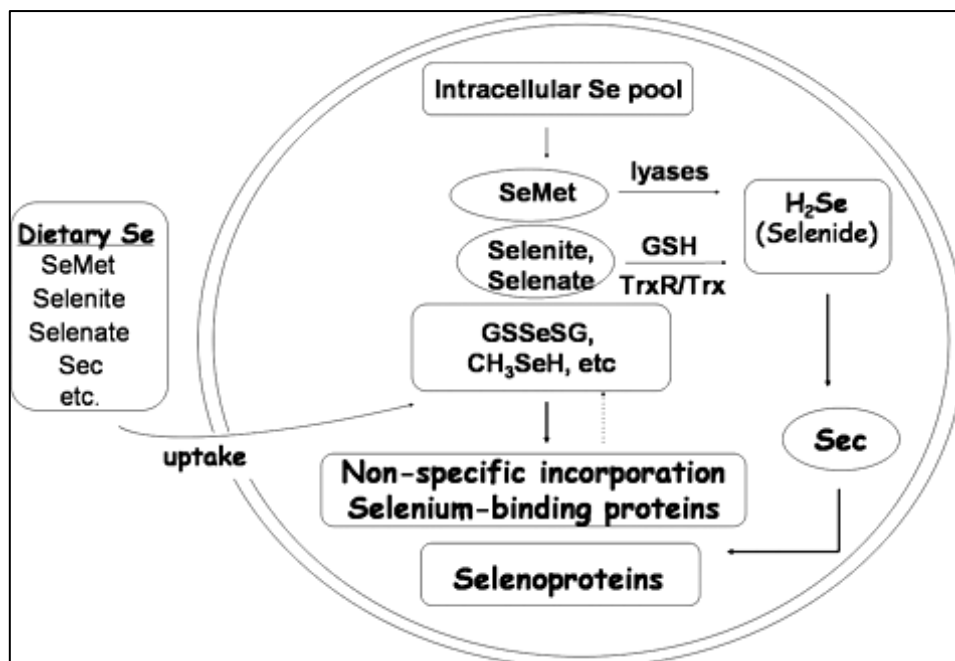 Dietary Se
SeMet
Selenite
Selenate
Sec
etc.
uptake
Intracellular Se pool
SeMet
lyases
Selenite,
Selenate
GSH
TrxR/Trx
H₂Se
(Selenide)
GSSeSG,
CH₃SeH, etc
Sec
Non-specific incorporation
Selenium-binding proteins
Selenoproteins